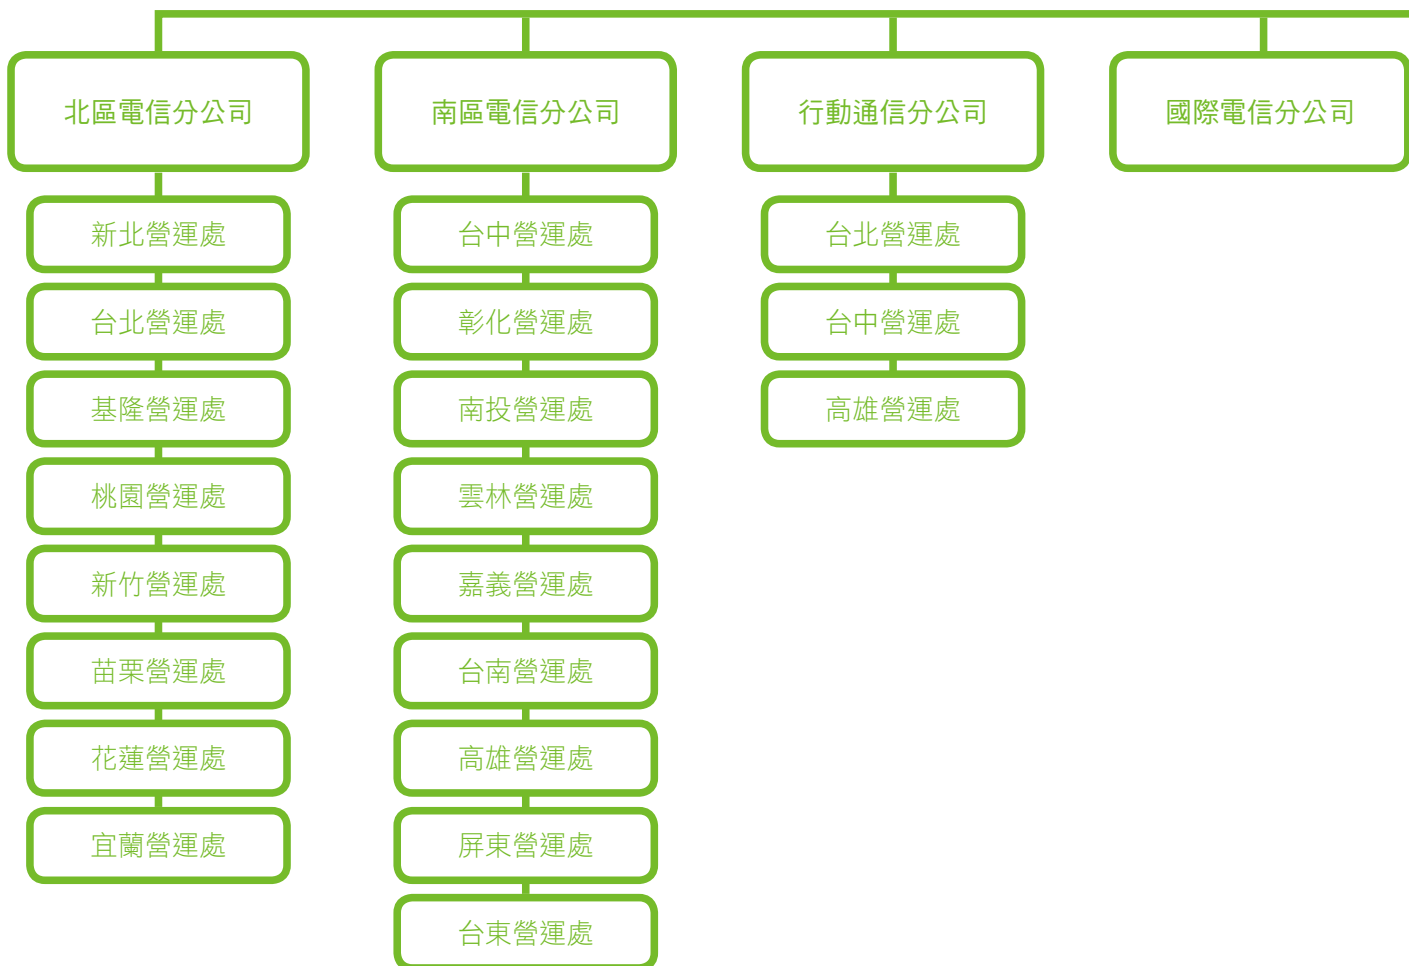 北區電信分公司
新北營運處
台北營運處
基隆營運處
桃園營運處
新竹營運處
苗栗營運處
花蓮營運處
宜蘭營運處
南區電信分公司
台中營運處
彰化營運處
南投營運處
雲林營運處
嘉義營運處
台南營運處
高雄營運處
屏東營運處
台東營運處
行動通信分公司
台北營運處
台中營運處
高雄營運處
國際電信分公司